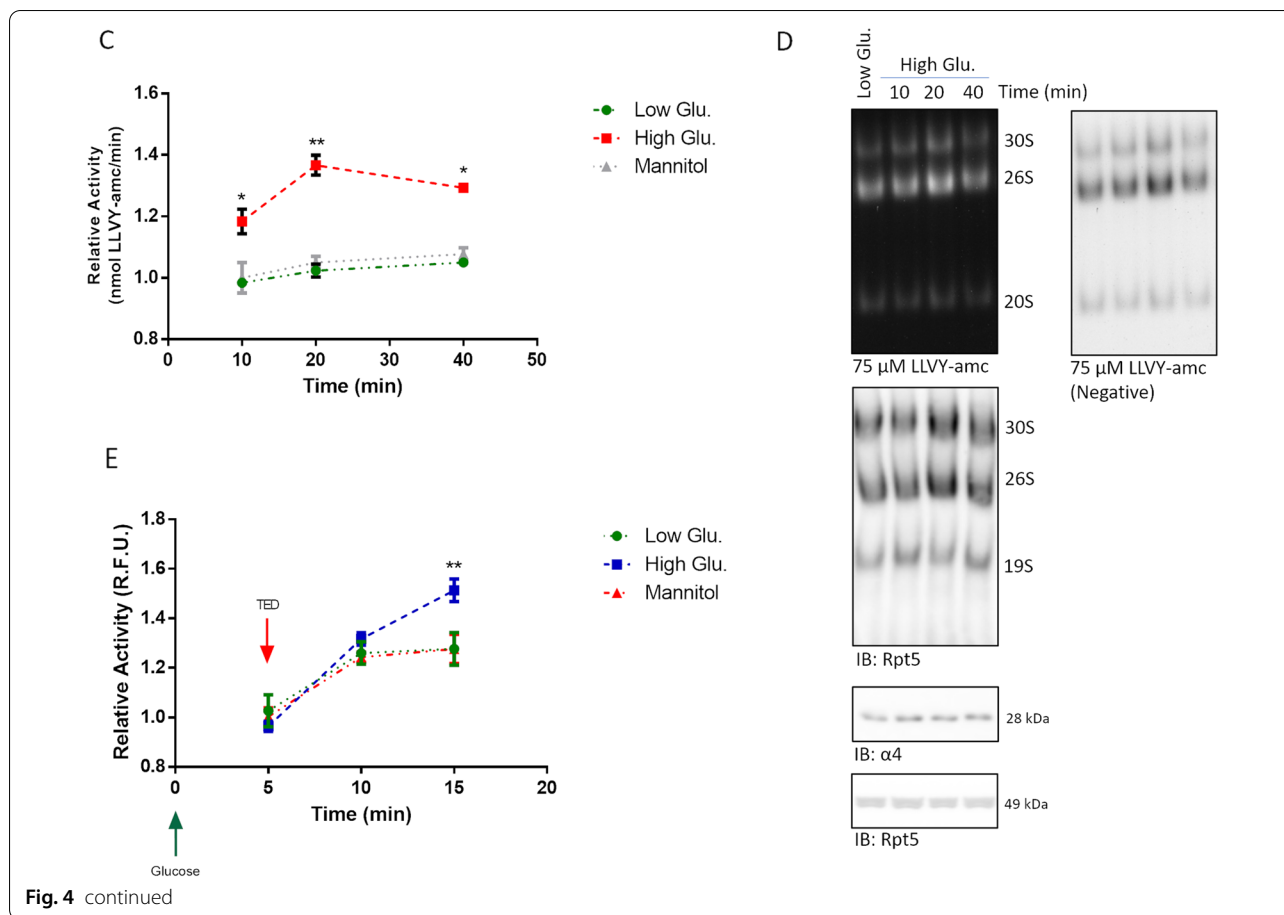 C
1.6
1.4
1.2
1.0
0.8
Relative Activity
(nmol LLVY-amc/min)
*
**
*
0 10 20 30 40 50
Time (min)
Low Glu.
High Glu.
Mannitol
D
Low Glu.
High Glu.
10 20 40 Time (min)
30S
26S
20S
75 µM LLVY-amc
75 µM LLVY-amc
(Negative)
30S
26S
19S
IB: Rpt5
28 kDa
IB: α4
49 kDa
IB: Rpt5
E
1.8
1.6
1.4
1.2
1.0
0.8
Relative Activity (R.F.U.)
TED
**
0 5 10 15 20
Time (min)
Low Glu.
High Glu.
Mannitol
Glucose
Fig. 4 continued